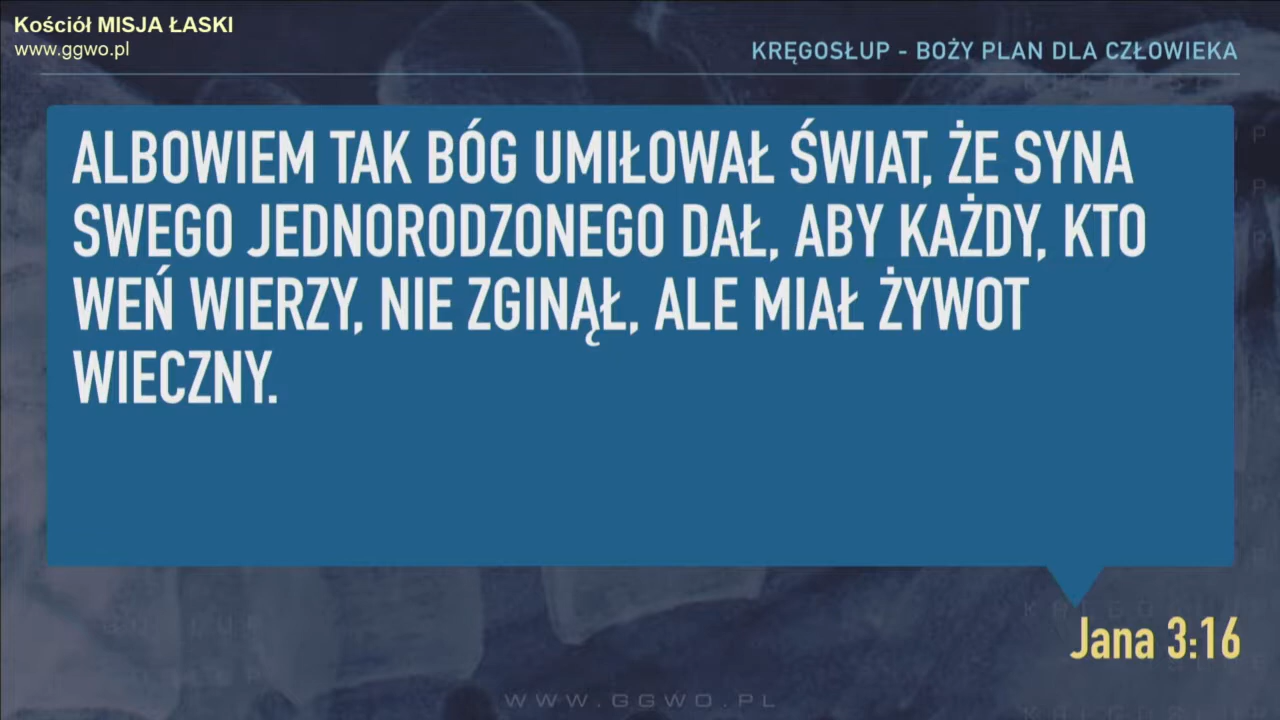 Kościół MISJA ŁASKI
www.ggwo.pl
KRĘGOSŁUP - BOŻY PLAN DLA CZŁOWIEKA
ALBOWIEM TAK BÓG UMIŁOWAŁ ŚWIAT, ŻE SYNA
SWEGO JEDNORODZONEGO DAŁ, ABY KAŻDY, KTO
WEŃ WIERZY, NIE ZGINĄŁ, ALE MIAŁ ŻYWOT
WIECZNY.
Jana 3:16
WWW.GGWO.PL